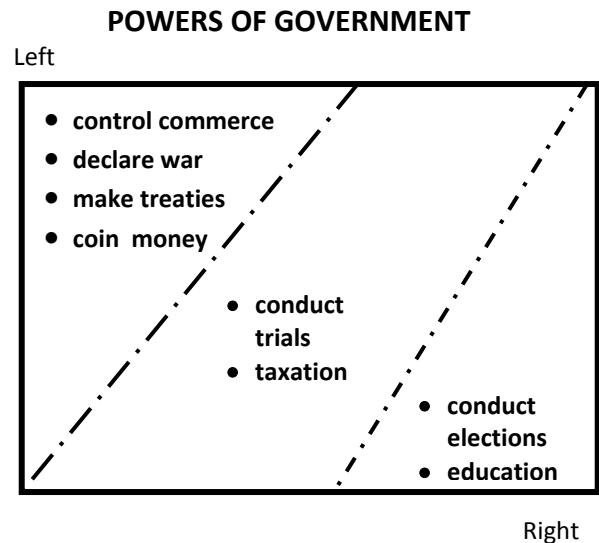 POWERS OF GOVERNMENT
Left
• control commerce
• declare war
• make treaties
• coin money
• conduct
trials
• taxation
• conduct
elections
• education
Right